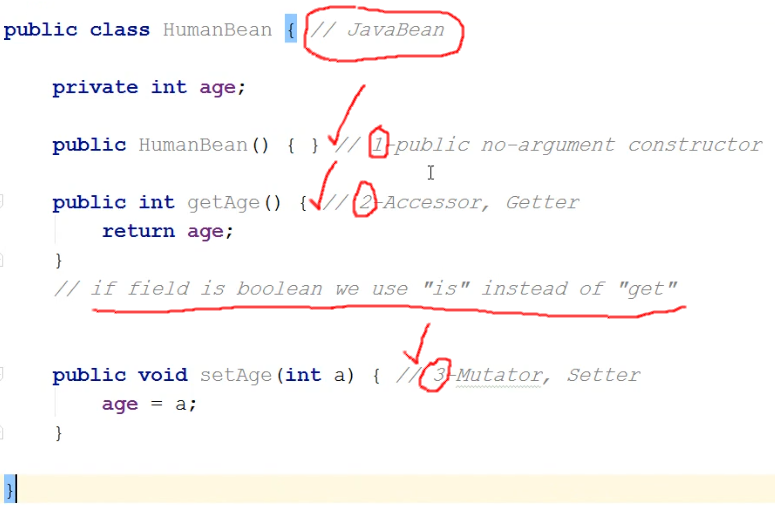 public class HumanBean { // JavaBean
private int age;
public HumanBean() { } // 1-public no-argument constructor
public int getAge() { // 2-Accessor, Getter
return age;
}
// if field is boolean we use "is" instead of "get"
public void setAge(int a) { // 3-Mutator, Setter
age = a;
}
}